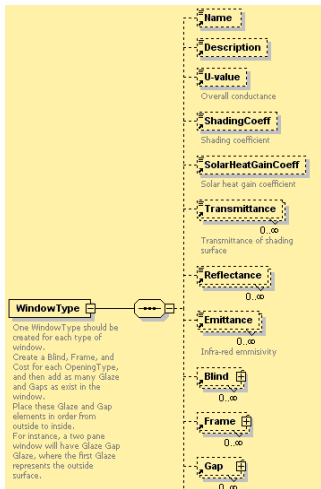 Name
Description
U-value
Overall conductance
ShadingCoeff
Shading coefficient
SolarHeatGainCoeff
Solar heat gain coefficient
Transmittance
0..∞
Transmittance of shading
surface
Reflectance
0..∞
WindowType
One WindowType should be
created for each type of
window.
Create a Blind, Frame, and
Cost for each OpeningType,
and then add as many Glaze
and Gaps as exist in the
window.
Place these Glaze and Gap
elements in order from
outside to inside.
For instance, a two pane
window will have Glaze Gap
Glaze, where the first Glaze
represents the outside
surface.
Emittance
0..∞
Infra-red emmisivity
Blind
0..∞
Frame
0..∞
Gap
0..∞